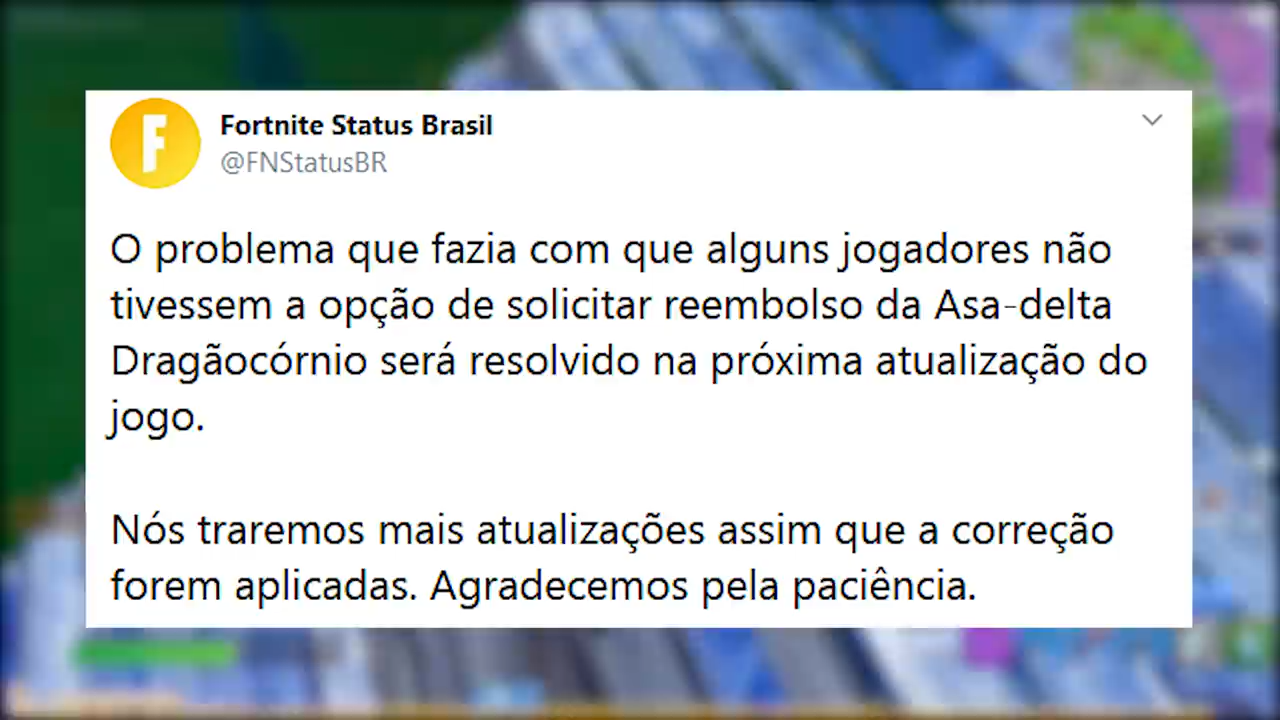 F
Fortnite Status Brasil
@FNStatusBR
O problema que fazia com que alguns jogadores não
tivessem a opção de solicitar reembolso da Asa-delta
Dragãocórnio será resolvido na próxima atualização do
jogo.
Nós traremos mais atualizações assim que a correção
forem aplicadas. Agradecemos pela paciência.